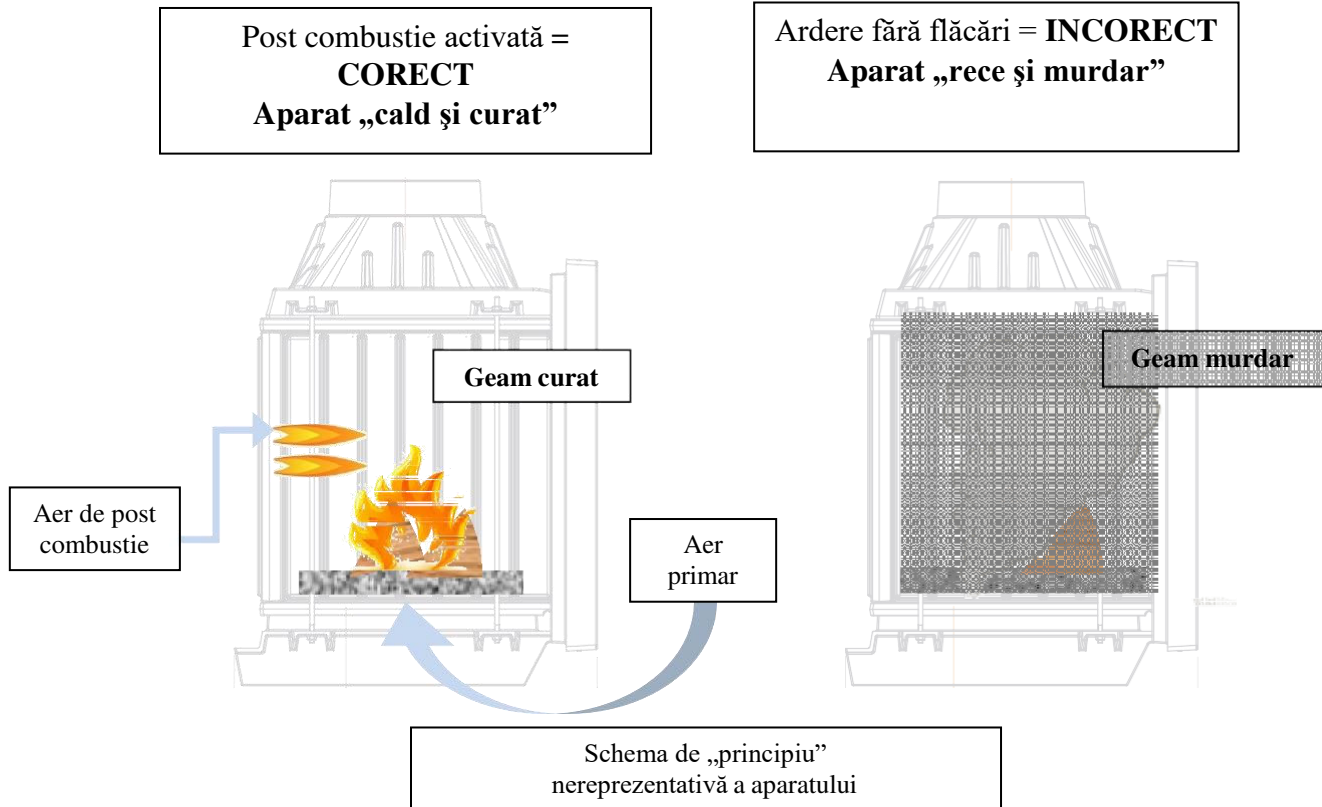 Post combustie activată =
CORECT
Aparat „cald şi curat”
Ardere fără flăcări = INCORECT
Aparat „rece şi murdar”
Geam curat
Geam murdar
Aer de post
combustie
Aer
primar
Schema de „principiu”
nereprezentativă a aparatului